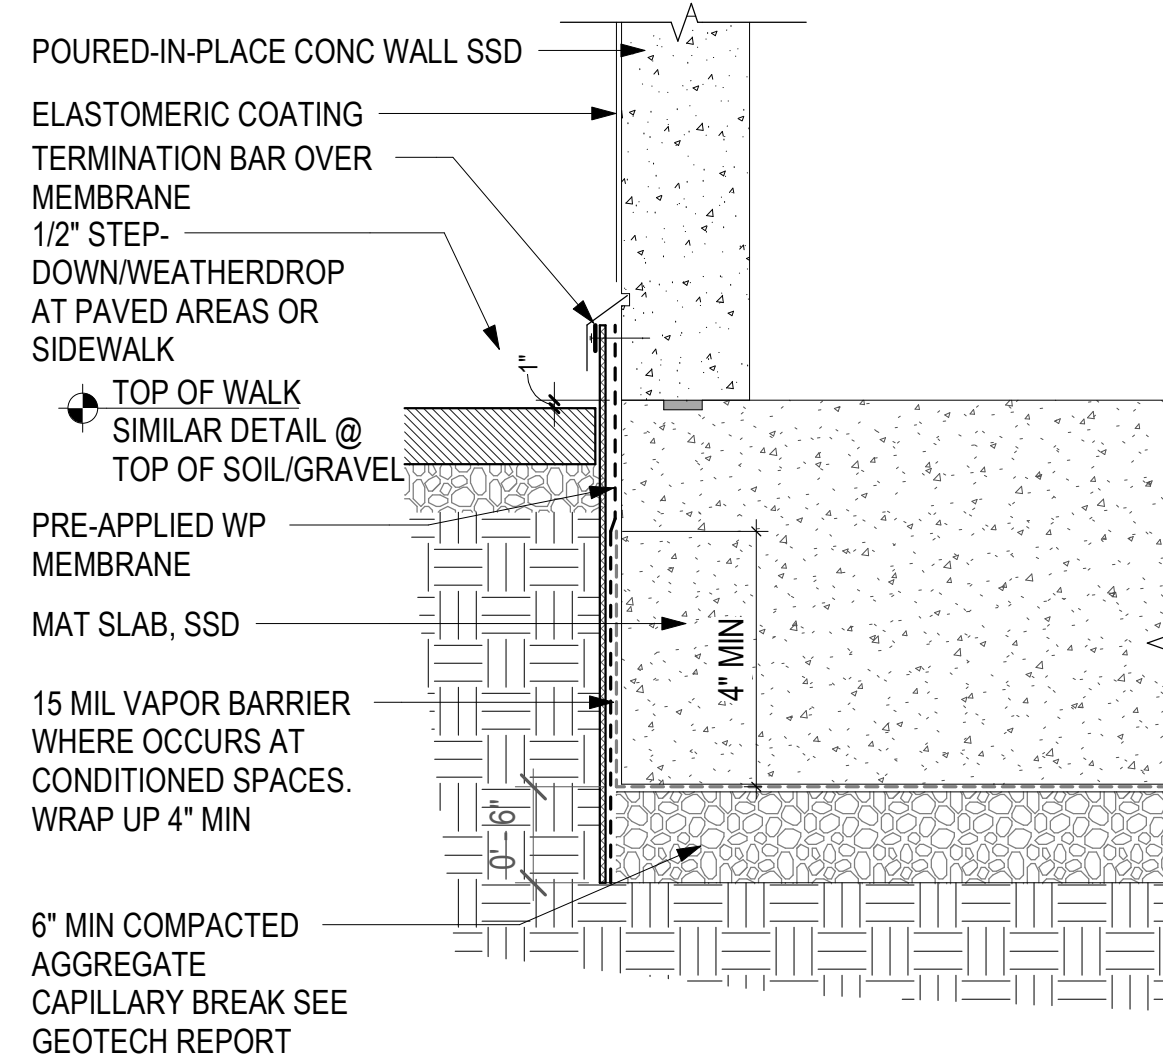 POURED-IN-PLACE CONC WALL SSD
ELASTOMERIC COATING
TERMINATION BAR OVER
MEMBRANE
1/2" STEP-
DOWN/WEATHERDROP
AT PAVED AREAS OR
SIDEWALK
1"
TOP OF WALK
SIMILAR DETAIL @
TOP OF SOIL/GRAVEL
PRE-APPLIED WP
MEMBRANE
MAT SLAB, SSD
4" MIN
15 MIL VAPOR BARRIER
WHERE OCCURS AT
CONDITIONED SPACES.
WRAP UP 4" MIN
0' - 6"
6" MIN COMPACTED
AGGREGATE
CAPILLARY BREAK SEE
GEOTECH REPORT